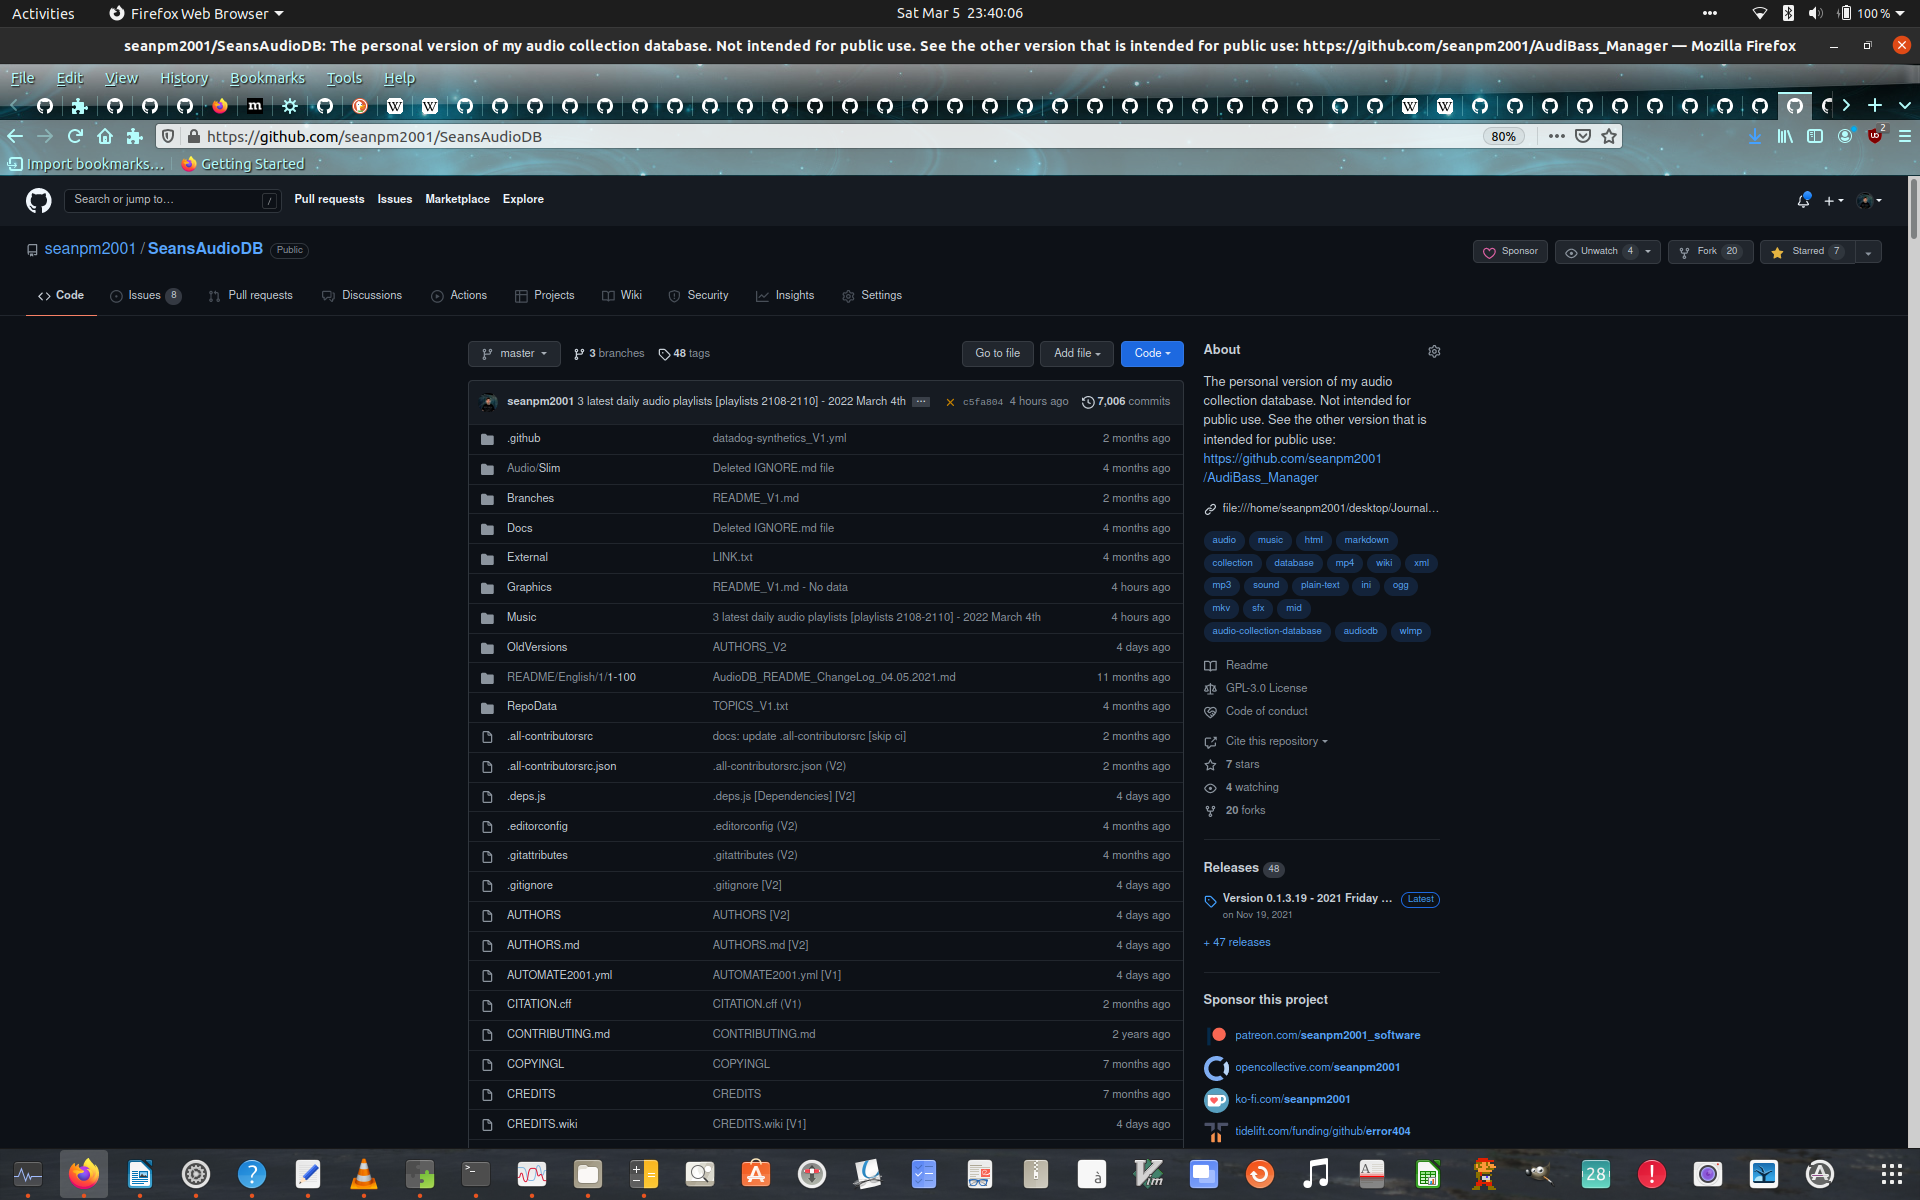 Activities
Firefox Web Browser
Sat Mar 5 23:40:06
100 %
seanpm2001/SeansAudioDB: The personal version of my audio collection database. Not intended for public use. See the other version that is intended for public use: https://github.com/seanpm2001/AudiBass_Manager — Mozilla Firefox
File Edit View History Bookmarks Tools Help
https://github.com/seanpm2001/SeansAudioDB
80%
2
Import bookmarks...
Getting Started
Search or jump to...
/
Pull requests Issues Marketplace Explore
seanpm2001 / SeansAudioDB Public
Sponsor
Unwatch 4
Fork 20
Starred 7
Code
Issues 8
Pull requests
Discussions
Actions
Projects
Wiki
Security
Insights
Settings
master
3 branches
48 tags
Go to file
Add file
Code
seanpm2001 3 latest daily audio playlists [playlists 2108-2110] - 2022 March 4th c5fa804 4 hours ago 7,006 commits
.github datadog-synthetics_V1.yml 2 months ago
Audio/Slim Deleted IGNORE.md file 4 months ago
Branches README_V1.md 2 months ago
Docs Deleted IGNORE.md file 4 months ago
External LINK.txt 4 months ago
Graphics README_V1.md - No data 4 hours ago
Music 3 latest daily audio playlists [playlists 2108-2110] - 2022 March 4th 4 hours ago
OldVersions AUTHORS_V2 4 days ago
README/English/1/1-100 AudioDB_README_ChangeLog_04.05.2021.md 11 months ago
RepoData TOPICS_V1.txt 4 months ago
.all-contributorsrc docs: update .all-contributorsrc [skip ci] 2 months ago
.all-contributorsrc.json .all-contributorsrc.json (V2) 2 months ago
.deps.js .deps.js [Dependencies] [V2] 4 days ago
.editorconfig .editorconfig (V2) 4 months ago
.gitattributes .gitattributes (V2) 4 months ago
.gitignore .gitignore [V2] 4 days ago
AUTHORS AUTHORS [V2] 4 days ago
AUTHORS.md AUTHORS.md [V2] 4 days ago
AUTOMATE2001.yml AUTOMATE2001.yml [V1] 4 days ago
CITATION.cff CITATION.cff (V1) 2 months ago
CONTRIBUTING.md CONTRIBUTING.md 2 years ago
COPYINGL COPYINGL 7 months ago
CREDITS CREDITS 7 months ago
CREDITS.wiki CREDITS.wiki [V1] 4 days ago
About
The personal version of my audio
collection database. Not intended for
public use. See the other version that is
intended for public use:
https://github.com/seanpm2001
/AudiBass_Manager
file:///home/seanpm2001/desktop/Journal...
audio music html markdown
collection database mp4 wiki xml
mp3 sound plain-text ini ogg
mkv sfx mid
audio-collection-database audiodb wlmp
Readme
GPL-3.0 License
Code of conduct
Cite this repository
7 stars
4 watching
20 forks
Releases 48
Version 0.1.3.19 - 2021 Friday ... Latest
on Nov 19, 2021
+ 47 releases
Sponsor this project
patreon.com/seanpm2001_software
opencollective.com/seanpm2001
ko-fi.com/seanpm2001
tidelift.com/funding/github/error404
28